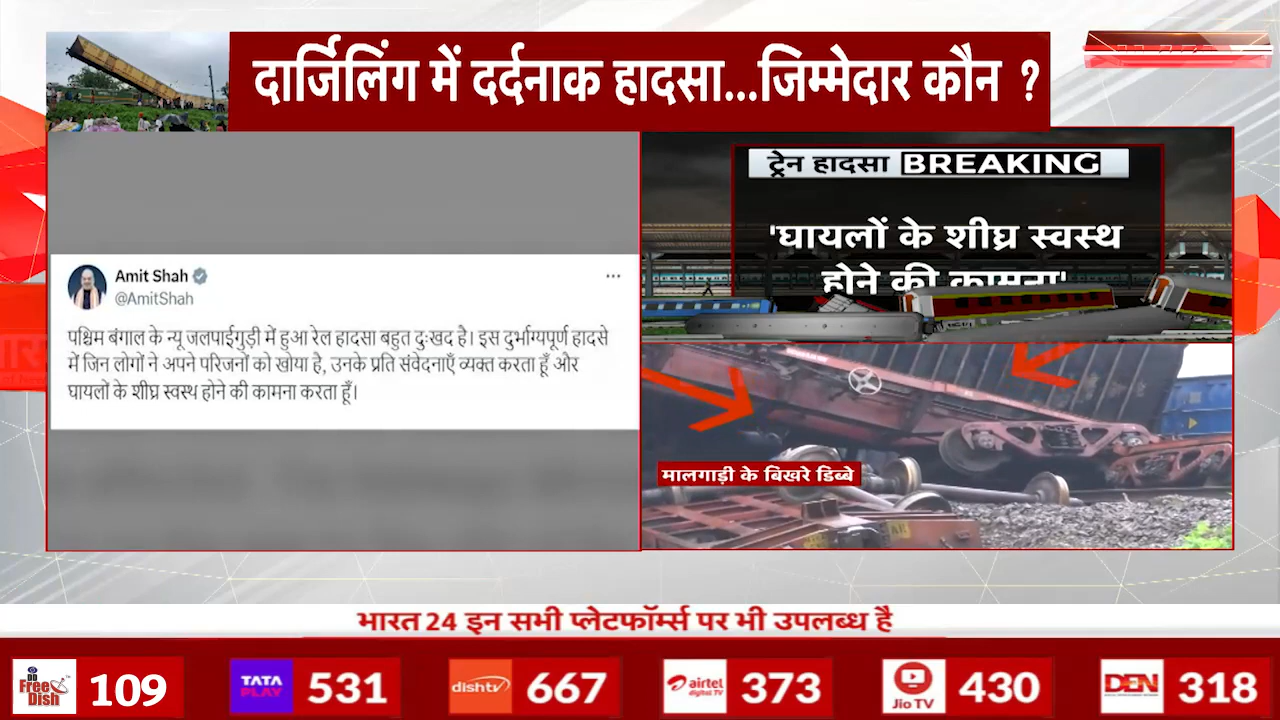 दार्जिलिंग में दर्दनाक हादसा...जिम्मेदार कौन ?
Amit Shah
@AmitShah
पश्चिम बंगाल के न्यू जलपाईगुड़ी में हुआ रेल हादसा बहुत दुःखद है। इस दुर्भाग्यपूर्ण हादसे
में जिन लोगों ने अपने परिजनों को खोया है, उनके प्रति संवेदनाएँ व्यक्त करता हूँ और
घायलों के शीघ्र स्वस्थ होने की कामना करता हूँ।
ट्रेन हादसा BREAKING
'घायलों के शीघ्र स्वस्थ
होने की कामना'
मालगाड़ी के बिखरे डिब्बे
भारत 24 इन सभी प्लेटफॉर्म्स पर भी उपलब्ध है
DD Free Dish 109
TATA PLAY 531
dishtv 667
airtel digital TV 373
JioTV 430
DEN 318